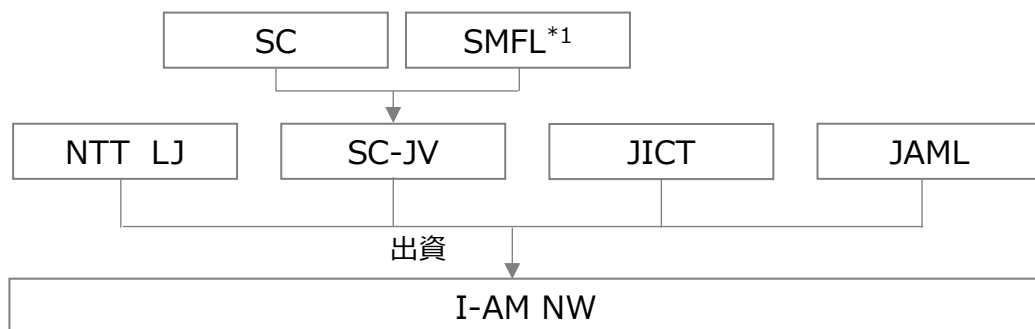 SC
SMFL*1
NTT LJ
SC-JV
JICT
JAML
出資
I-AM NW